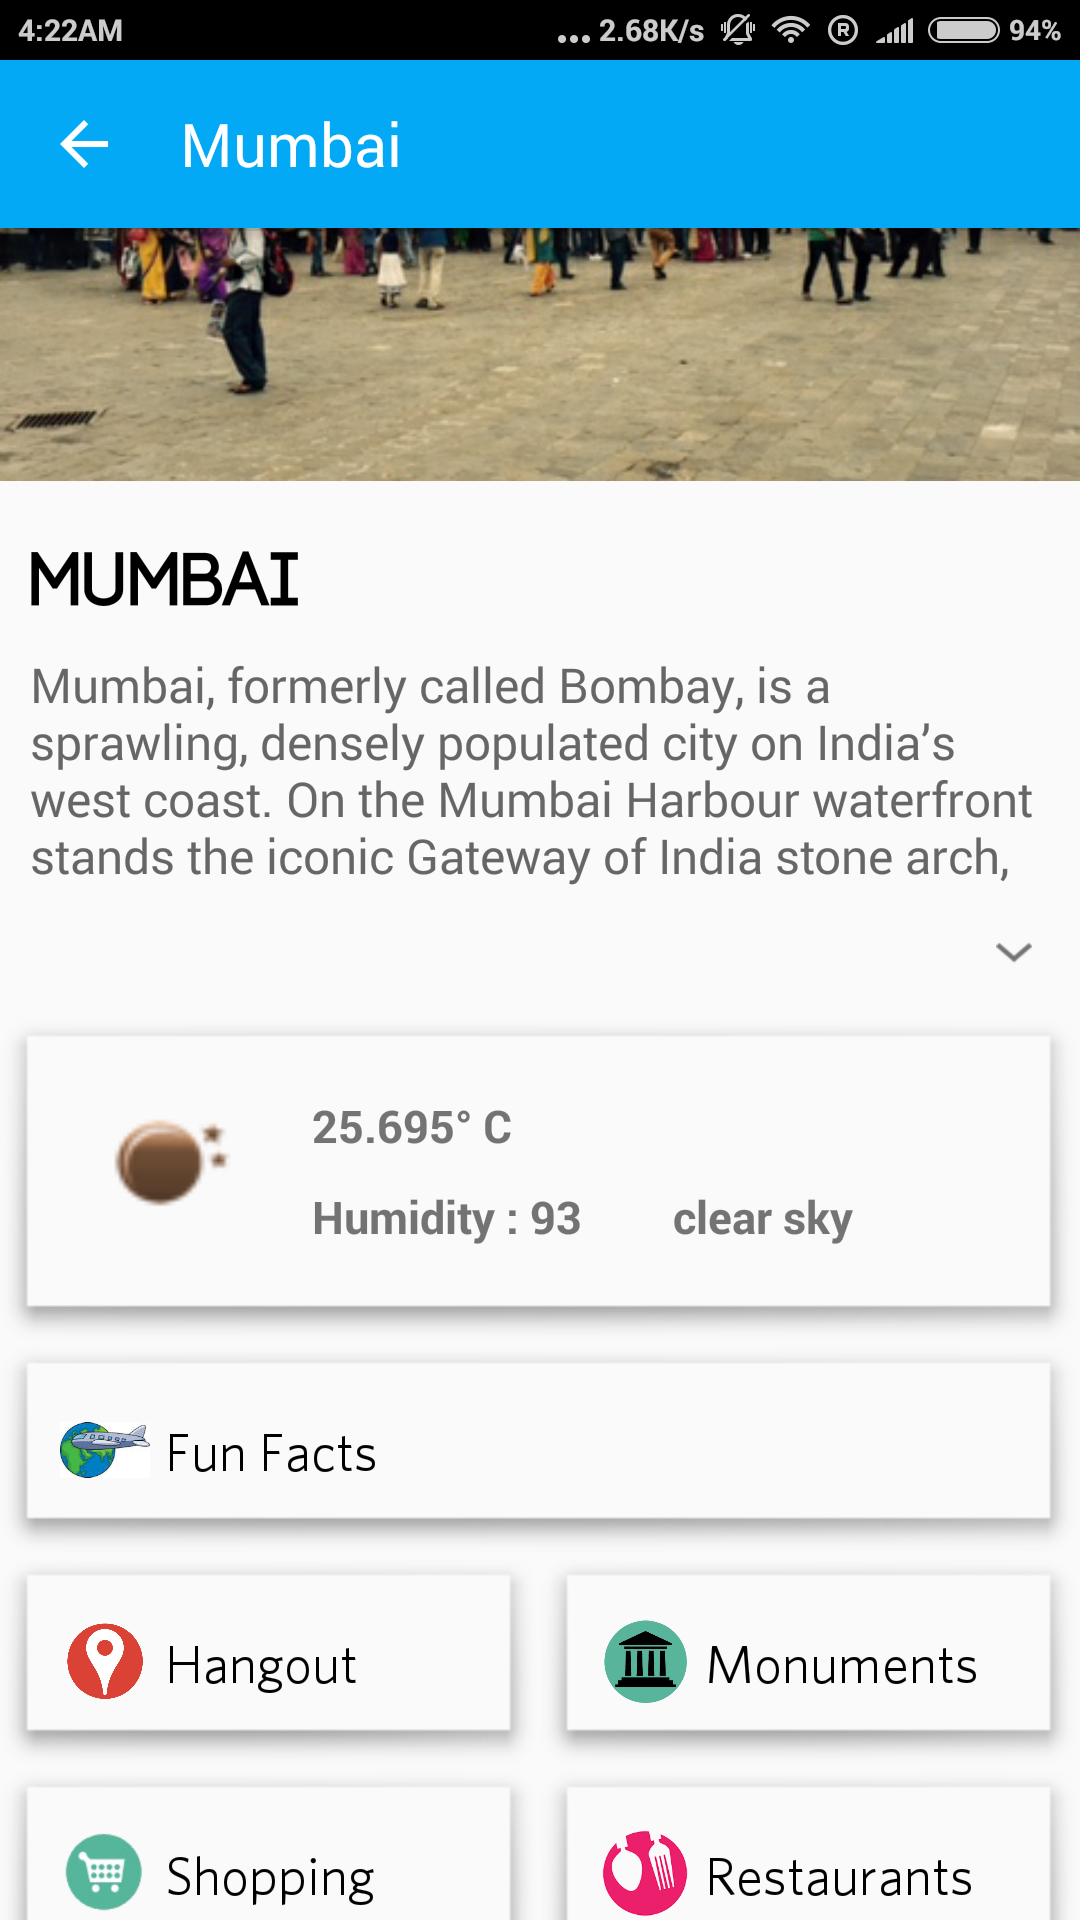 4:22AM
... 2.68K/s
R
94%
Mumbai
MUMBAI
Mumbai, formerly called Bombay, is a
sprawling, densely populated city on India’s
west coast. On the Mumbai Harbour waterfront
stands the iconic Gateway of India stone arch,
25.695° C
Humidity : 93 clear sky
Fun Facts
Hangout
Monuments
Shopping
Restaurants